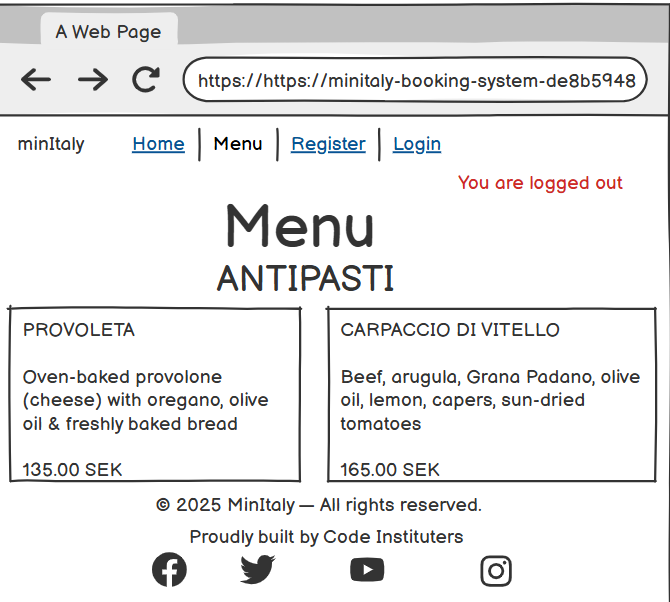 A Web Page
https://https://minitaly-booking-system-de8b5948
minItaly Home Menu Register Login
You are logged out
Menu
ANTIPASTI
PROVOLETA
Oven-baked provolone
(cheese) with oregano, olive
oil & freshly baked bread
135.00 SEK
CARPACCIO DI VITELLO
Beef, arugula, Grana Padano, olive
oil, lemon, capers, sun-dried
tomatoes
165.00 SEK
© 2025 MinItaly — All rights reserved.
Proudly built by Code Instituters